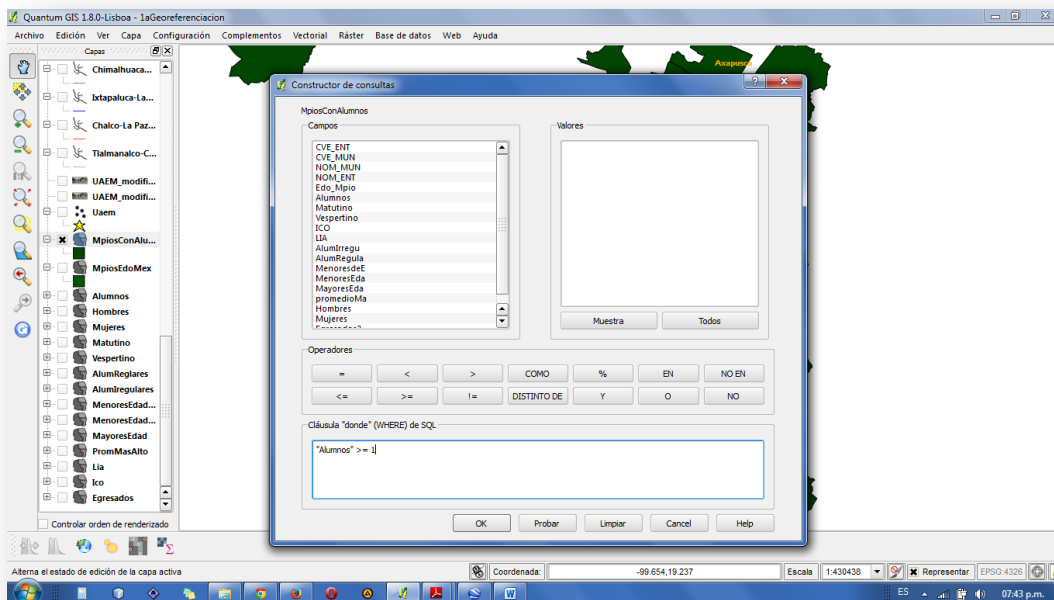 Quantum GIS 1.8.0-Lisboa - 1aGeoreferenciacion
Archivo Edición Ver Capa Configuración Complementos Vectorial Ráster Base de datos Web Ayuda
Capas
Chimalhuaca...
Ixtapaluca-La...
Chalco-La Paz...
Tlalmanalco-C...
UAEM_modifi...
UAEM_modifi...
Uaem
MpiosConAlu...
MpiosEdoMex
Alumnos
Hombres
Mujeres
Matutino
Vespertino
AlumReglares
AlumIregulares
MenoresEdad...
MenoresEdad...
MayoresEdad
PromMasAlto
Lia
Ico
Egresados
Controlar orden de renderizado
Axapusco
Constructor de consultas
MpiosConAlumnos
Campos
CVE_ENT
CVE_MUN
NOM_MUN
NOM_ENT
Edo_Mpio
Alumnos
Matutino
Vespertino
ICO
LIA
AlumIrregu
AlumRegula
MenoresdeE
MenoresEda
MayoresEda
promedioMa
Hombres
Mujeres
Valores
Muestra Todos
Operadores
= < > COMO % EN NO EN
<= >= != DISTINTO DE Y O NO
Cláusula "donde" (WHERE) de SQL
"Alumnos" >= 1
OK Probar Limpiar Cancel Help
Alterna el estado de edición de la capa activa
Coordenada: -99.654,19.237 Escala 1:430438 Representar EPSG:4326
ES 07:43 p.m.